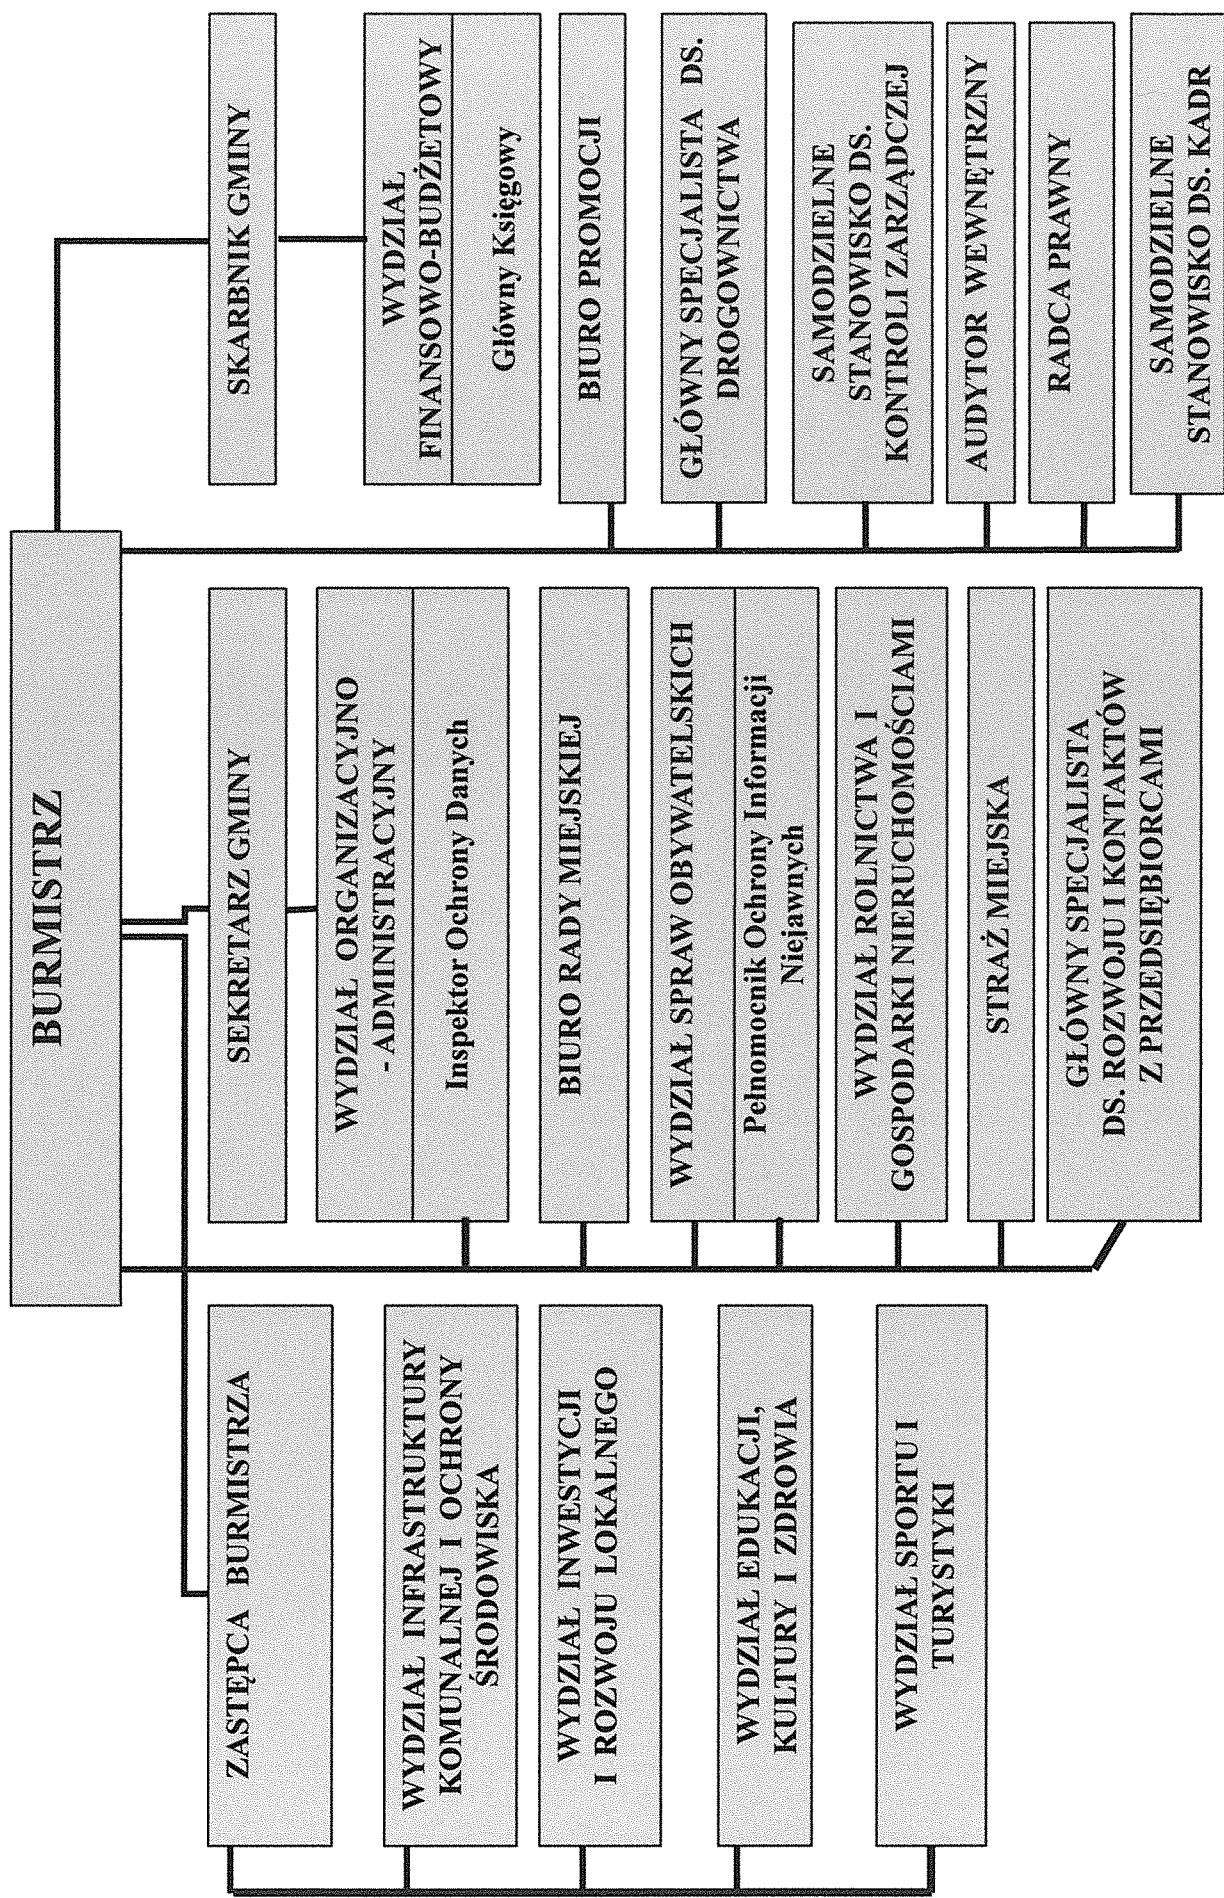 BURMISTRZ
ZASTĘPCA BURMISTRZA
WYDZIAŁ INFRASTRUKTURY
KOMUNALNEJ I OCHRONY
ŚRODOWISKA
WYDZIAŁ INWESTYCJI
I ROZWOJU LOKALNEGO
WYDZIAŁ EDUKACJI,
KULTURY I ZDROWIA
WYDZIAŁ SPORTU I
TURYSTYKI
SEKRETARZ GMINY
WYDZIAŁ ORGANIZACYJNO
- ADMINISTRACYJNY
Inspektor Ochrony Danych
BIURO RADY MIEJSKIEJ
WYDZIAŁ SPRAW OBYWATELSKICH
Pełnomocnik Ochrony Informacji
Niejawnych
WYDZIAŁ ROLNICTWA I
GOSPODARKI NIERUCHOMOŚCIAMI
STRAŻ MIEJSKA
GŁÓWNY SPECJALISTA
DS. ROZWOJU I KONTAKTÓW
Z PRZEDSIĘBIORCAMI
SKARBNIK GMINY
WYDZIAŁ
FINANSOWO-BUDŻETOWY
Główny Księgowy
BIURO PROMOCJI
GŁÓWNY SPECJALISTA DS.
DROGOWNICTWA
SAMODZIELNE
STANOWISKO DS.
KONTROLI ZARZĄDCZEJ
AUDYTOR WEWNĘTRZNY
RADCA PRAWNY
SAMODZIELNE
STANOWISKO DS. KADR